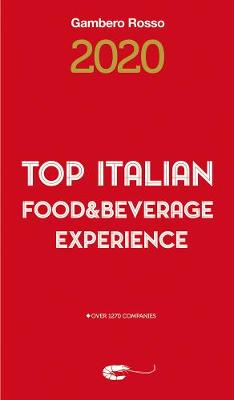 Gambero Rosso
2020
TOP ITALIAN
FOOD&BEVERAGE
EXPERIENCE
+OVER 1270 COMPANIES